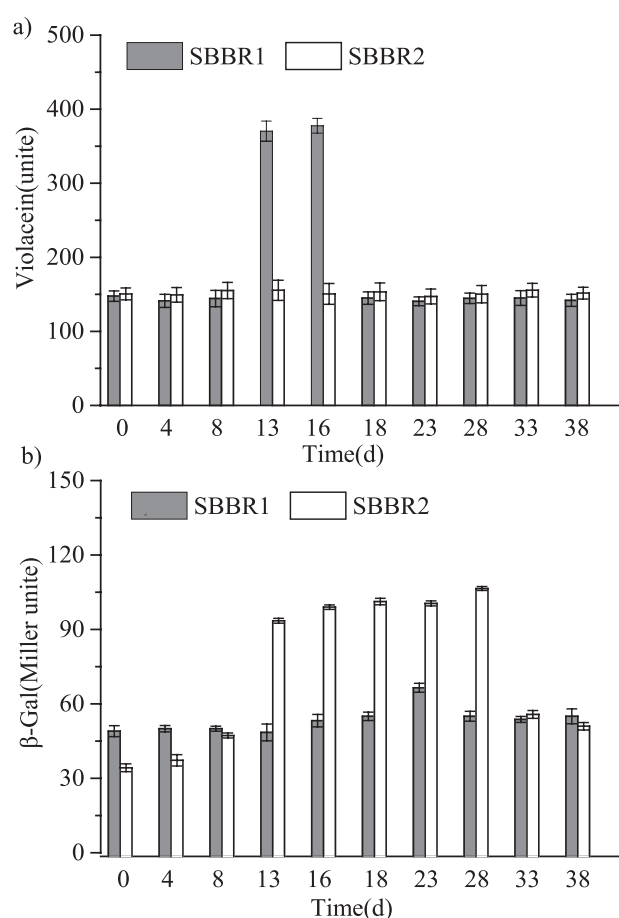 a)
500
SBBR1 SBBR2
400
300
200
100
0
Violacein(unite)
0 4 8 13 16 18 23 28 33 38
Time(d)
b)
150
SBBR1 SBBR2
120
90
60
30
0
β-Gal(Miller unite)
0 4 8 13 16 18 23 28 33 38
Time(d)